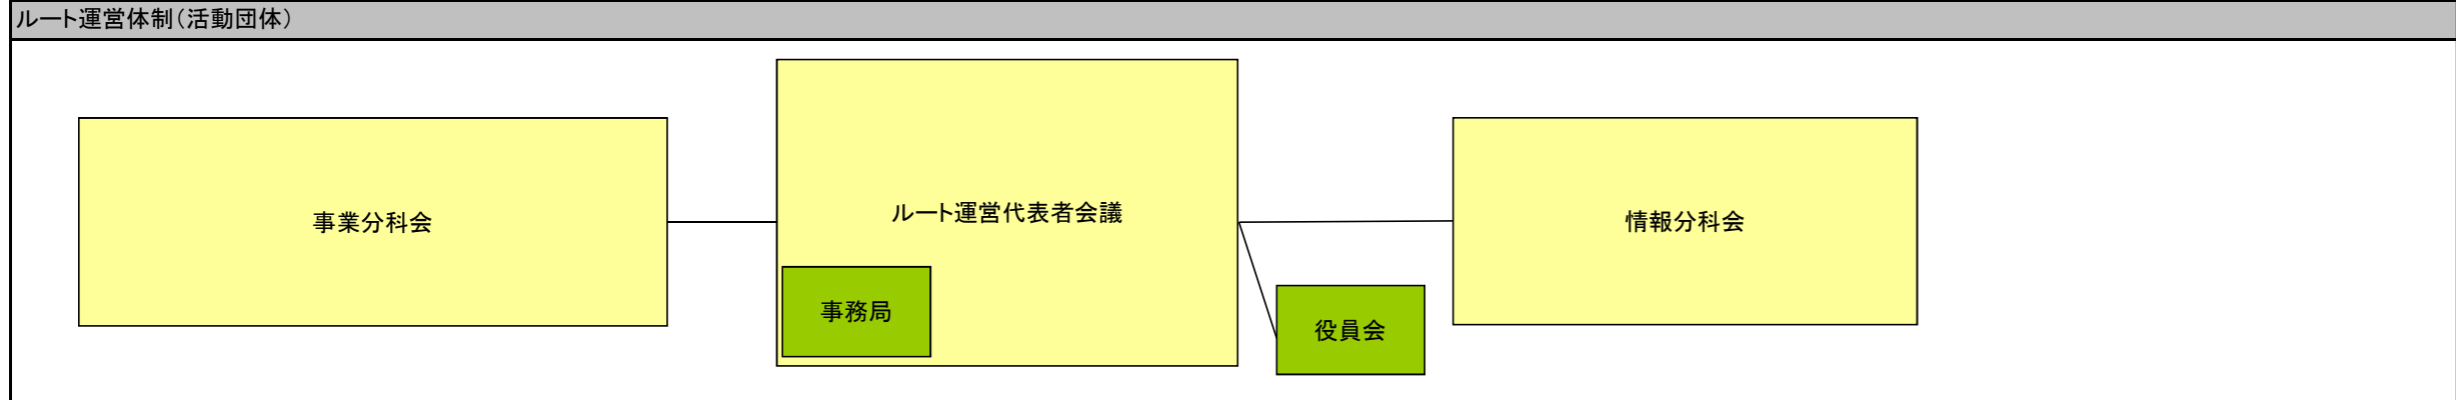 ルート運営体制（活動団体）
事業分科会
ルート運営代表者会議
事務局
役員会
情報分科会